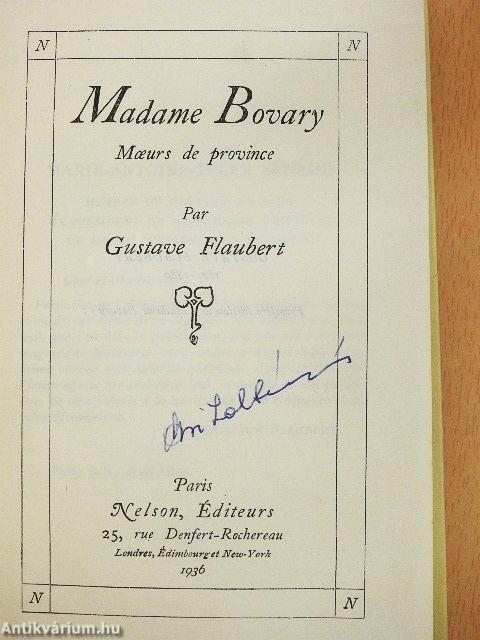 N N
Madame Bovary
Mœurs de province
Par
Gustave Flaubert
Paris
Nelson, Éditeurs
25, rue Denfert-Rochereau
Londres, Édimbourg et New-York
1936
N N
Antikvárium.hu